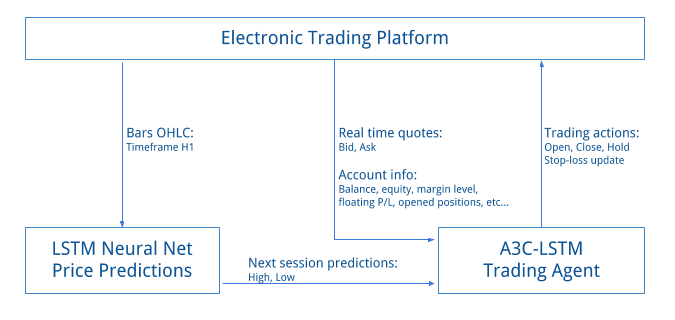 Electronic Trading Platform
Bars OHLC:
Timeframe H1
Real time quotes:
Bid, Ask
Account info:
Balance, equity, margin level,
floating P/L, opened positions, etc...
Trading actions:
Open, Close, Hold
Stop-loss update
LSTM Neural Net
Price Predictions
Next session predictions:
High, Low
A3C-LSTM
Trading Agent